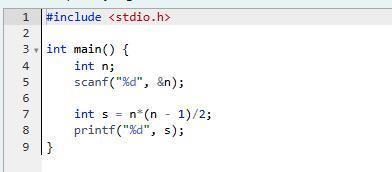 1 #include <stdio.h>
2
3 int main() {
4     int n;
5     scanf("%d", &n);
6
7     int s = n*(n - 1)/2;
8     printf("%d", s);
9 }